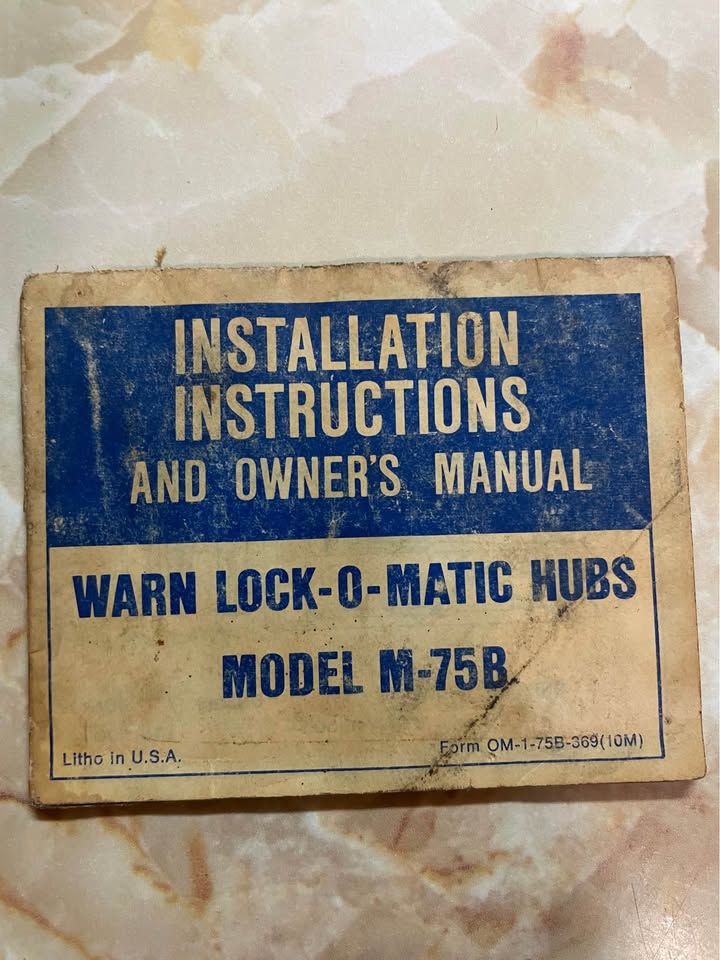 INSTALLATION
INSTRUCTIONS
AND OWNER'S MANUAL
WARN LOCK-O-MATIC HUBS
MODEL M-75B
Litho in U.S.A.
Form OM-1-75B-369(10M)